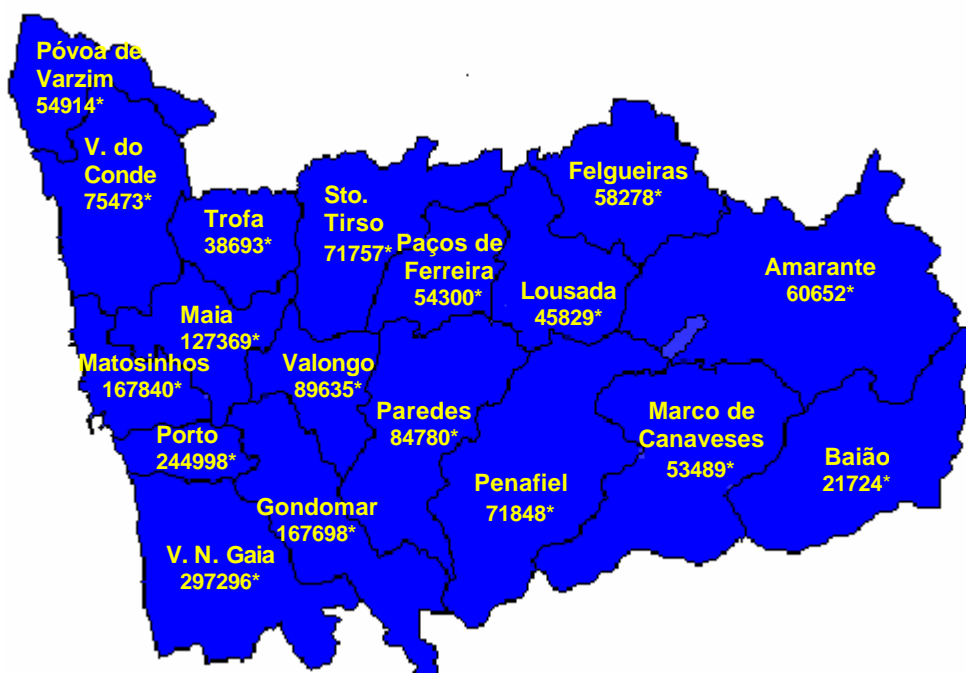 Póvoa de
Varzim
54914*
V. do
Conde
75473*
Trofa
38693*
Sto.
Tirso
71757*
Paços de
Ferreira
54300*
Felgueiras
58278*
Lousada
45829*
Amarante
60652*
Maia
127369*
Matosinhos
167840*
Valongo
89635*
Paredes
84780*
Marco de
Canaveses
53489*
Baião
21724*
Porto
244998*
Gondomar
167698*
Penafiel
71848*
V. N. Gaia
297296*